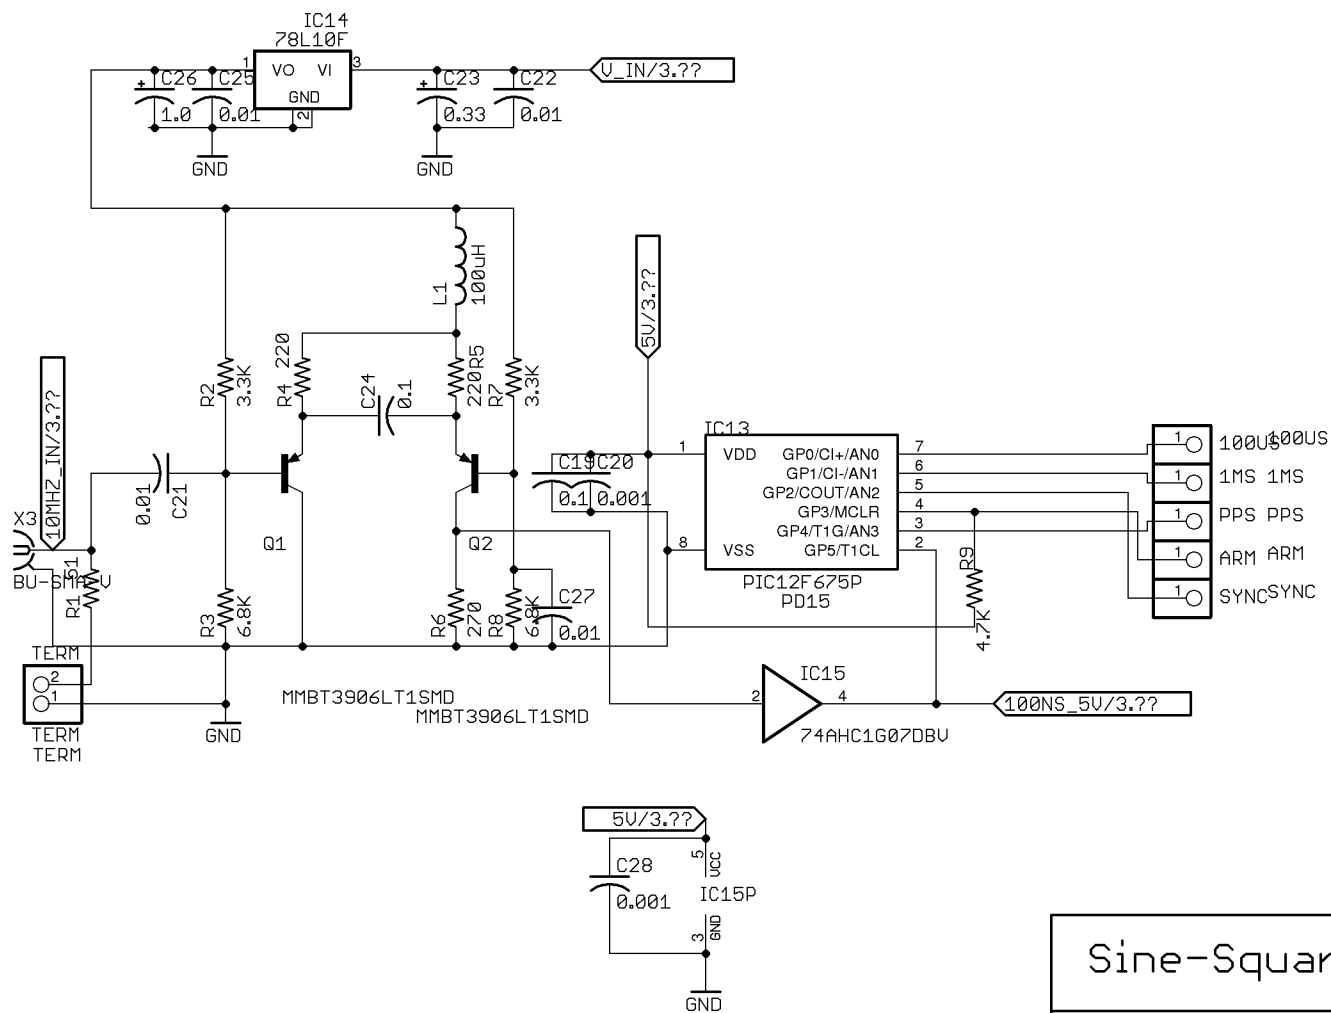 IC14
78L10F
1
VO
VI
3
GND
2
C26
1.0
C25
0.01
C23
0.33
C22
0.01
V_IN/3.??
GND
GND
L1
100uH
5V/3.??
10MHZ_IN/3.??
R2
3.3K
R4
220
C24
0.1
R5
220
R7
3.3K
0.01
C21
Q1
Q2
C19
0.1
C20
0.001
IC13
1
VDD
8
VSS
GP0/CI+/AN0
7
GP1/CI-/AN1
6
GP2/COUT/AN2
5
GP3/MCLR
4
GP4/T1G/AN3
3
GP5/T1CL
2
PIC12F675P
PD15
1
100US
100US
1
1MS
1MS
1
PPS
PPS
1
ARM
ARM
1
SYNC
SYNC
R9
4.7K
X3
BU-SMA-V
R1
51
R3
6.8K
R6
270
R8
6.8K
C27
0.01
TERM
2
1
TERM
TERM
GND
MMBT3906LT1SMD
MMBT3906LT1SMD
IC15
2
4
74AHC1G07DBV
100NS_5V/3.??
5V/3.??
C28
0.001
5
VCC
IC15P
3
GND
GND
Sine-Squar